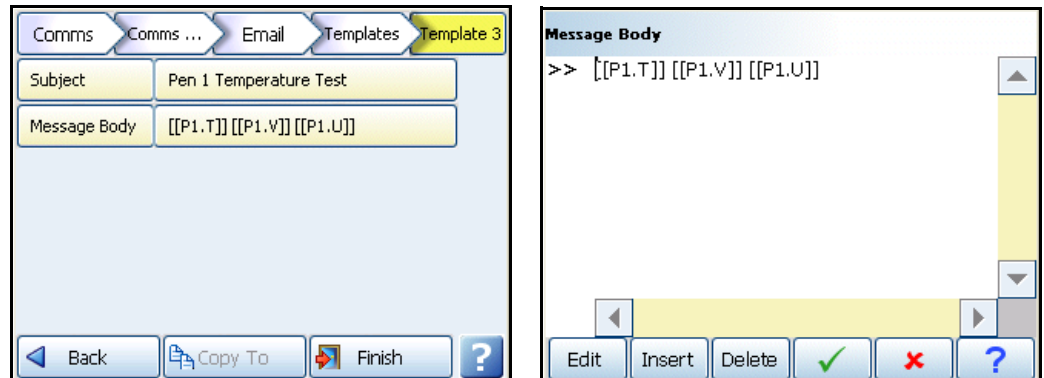 Comms Comms ... Email Templates Template 3
Subject Pen 1 Temperature Test
Message Body [[P1.T]] [[P1.V]] [[P1.U]]
Back Copy To Finish ?
Message Body
>> [[P1.T]] [[P1.V]] [[P1.U]]
Edit Insert Delete ?